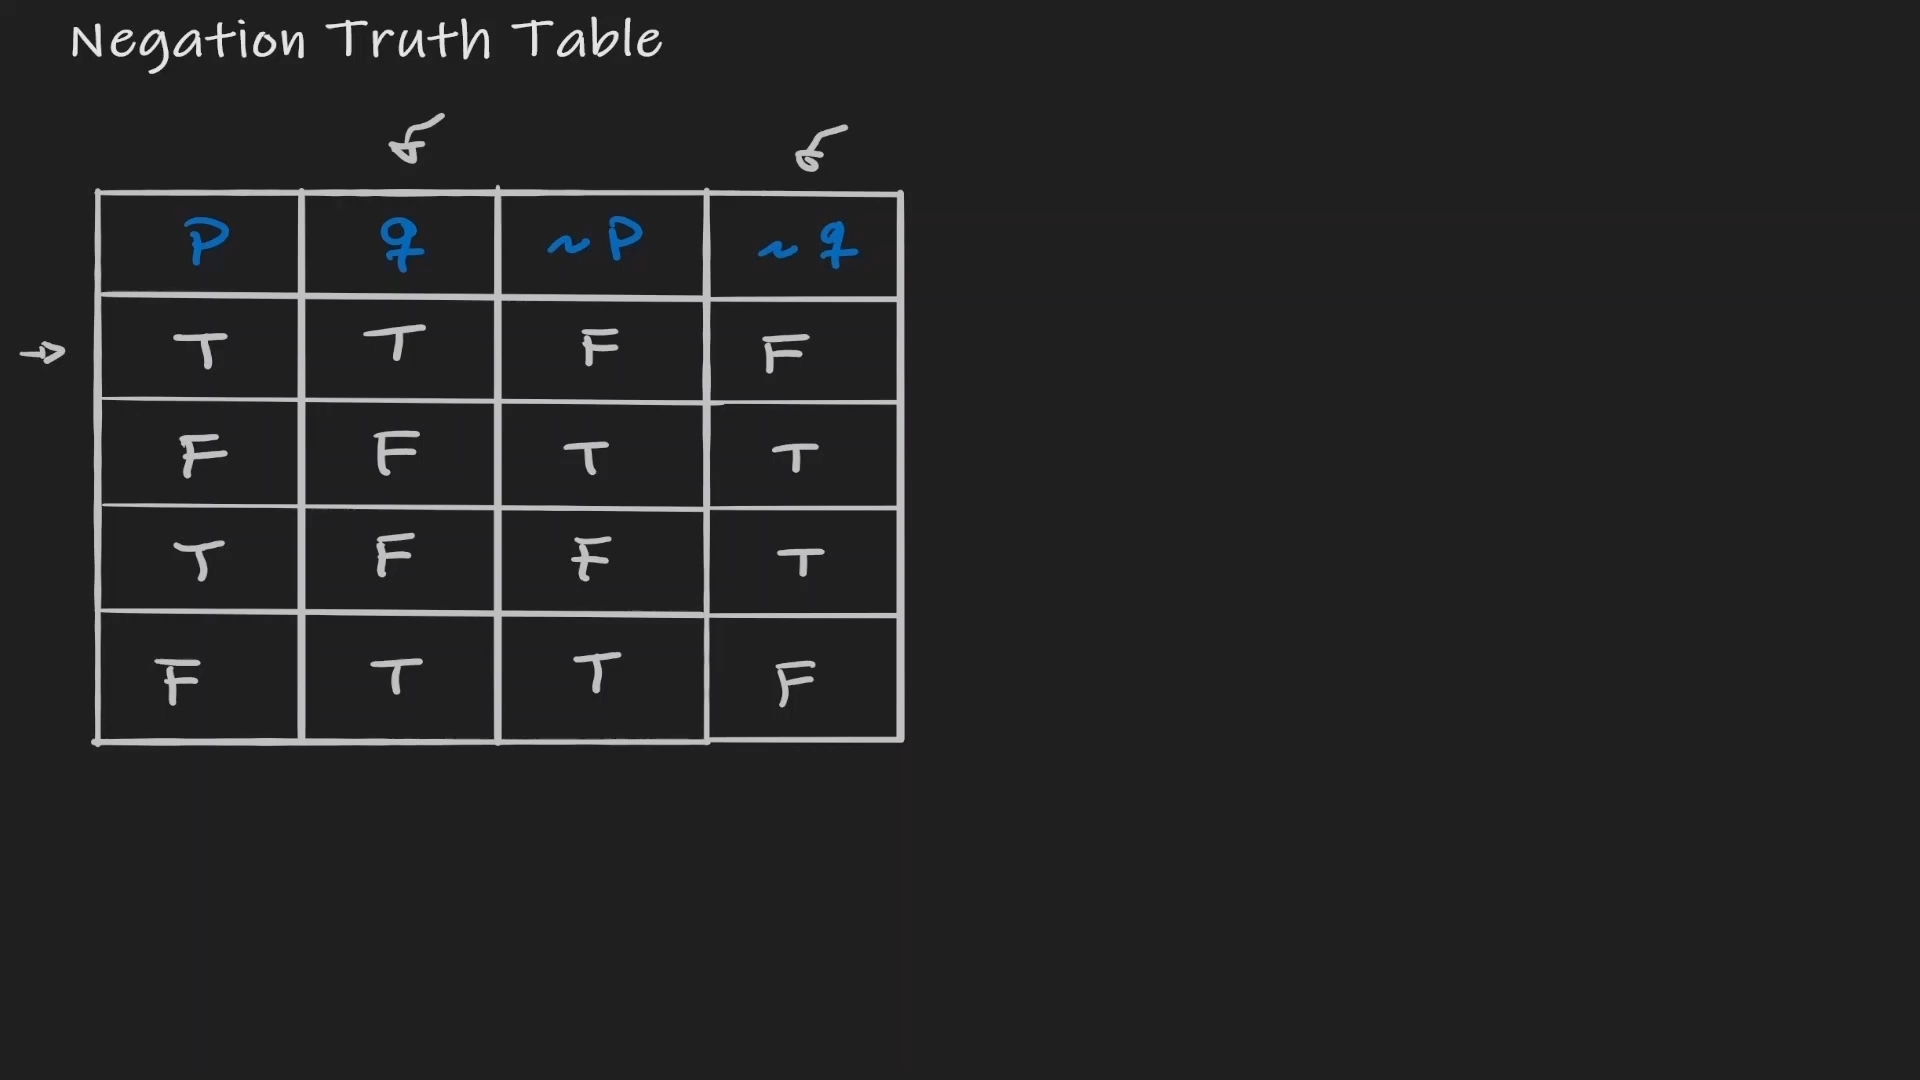 Negation Truth Table
P q ~P ~q
T T F F
F F T T
T F F T
F T T F